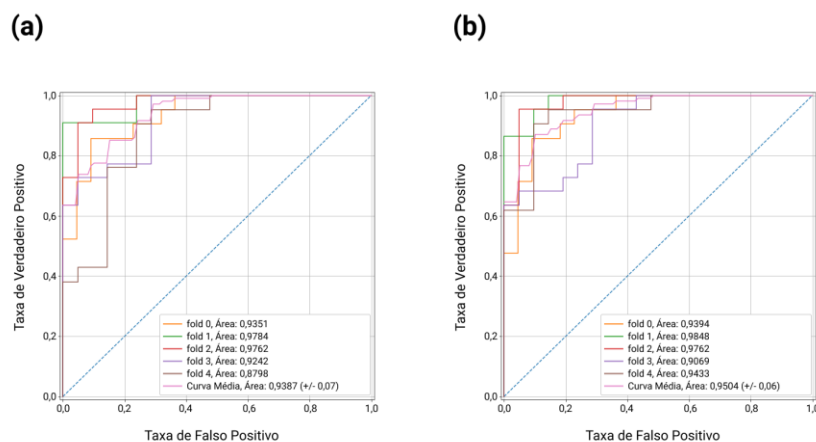 (a)
Taxa de Verdadeiro Positivo
1,0
0,8
0,6
0,4
0,2
0,0
fold 0, Área: 0,9351
fold 1, Área: 0,9784
fold 2, Área: 0,9762
fold 3, Área: 0,9242
fold 4, Área: 0,8798
Curva Média, Área: 0,9387 (+/- 0,07)
0,0 0,2 0,4 0,6 0,8 1,0
Taxa de Falso Positivo
(b)
Taxa de Verdadeiro Positivo
1,0
0,8
0,6
0,4
0,2
0,0
fold 0, Área: 0,9394
fold 1, Área: 0,9848
fold 2, Área: 0,9762
fold 3, Área: 0,9069
fold 4, Área: 0,9433
Curva Média, Área: 0,9504 (+/- 0,06)
0,0 0,2 0,4 0,6 0,8 1,0
Taxa de Falso Positivo